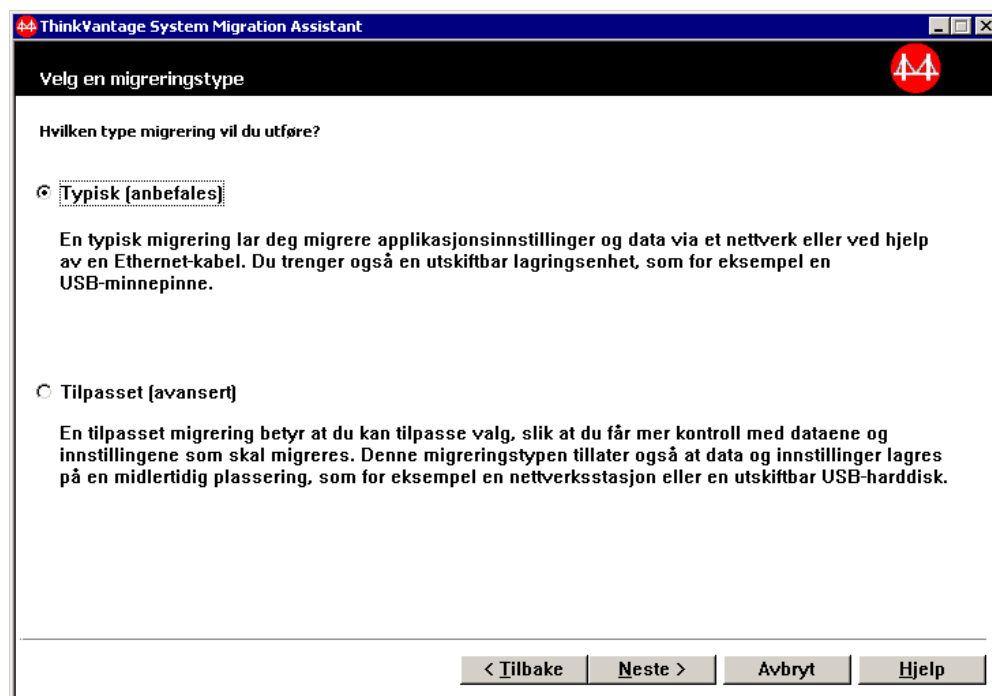 ThinkVantage System Migration Assistant
Velg en migreringstype
Hvilken type migrering vil du utføre?
Typisk (anbefales)
En typisk migrering lar deg migrere applikasjonsinnstillinger og data via et nettverk eller ved hjelp
av en Ethernet-kabel. Du trenger også en utskiftbar lagringsenhet, som for eksempel en
USB-minnepinne.
Tilpasset (avansert)
En tilpasset migrering betyr at du kan tilpasse valg, slik at du får mer kontroll med dataene og
innstillingene som skal migreres. Denne migreringstypen tillater også at data og innstillinger lagres
på en midlertidig plassering, som for eksempel en nettverksstasjon eller en utskiftbar USB-harddisk.
< Tilbake Neste > Avbryt Hjelp